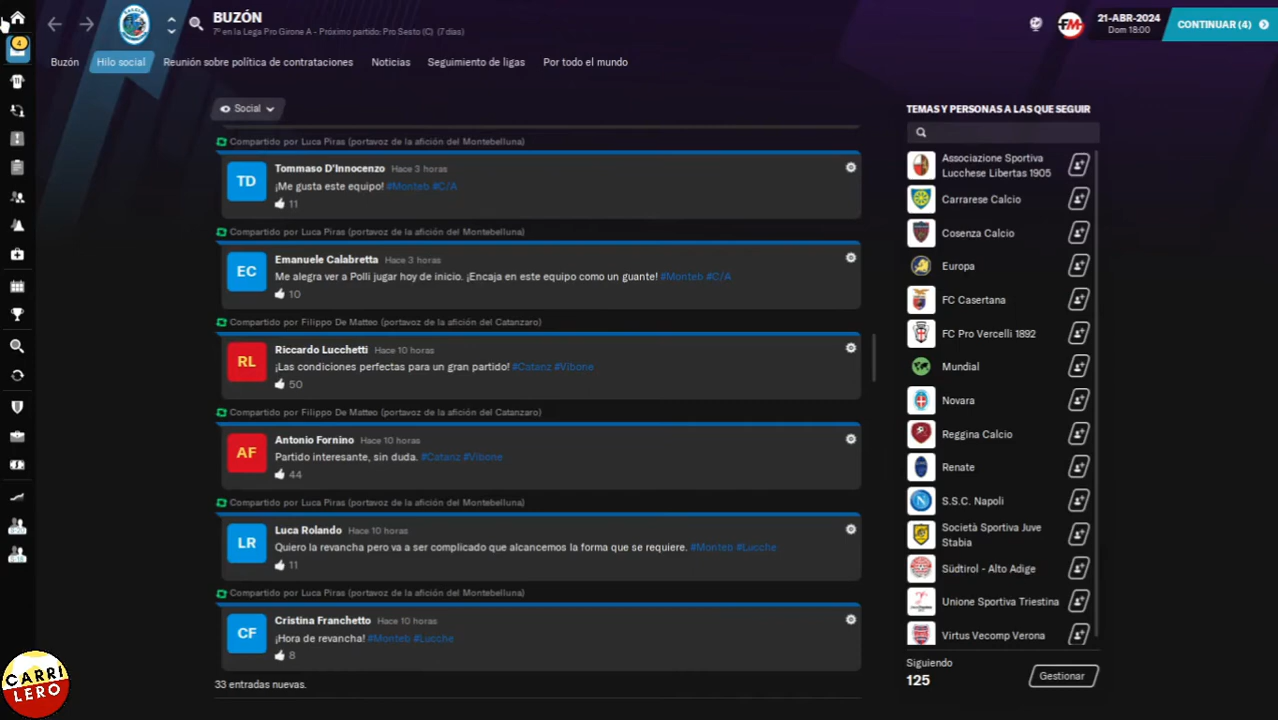 BUZÓN
7º en la Lega Pro Girone A - Próximo partido: Pro Sesto (C) (7 días)
FM
21-ABR-2024
Dom 18:00
CONTINUAR (4)
4
Buzón
Hilo social
Reunión sobre política de contrataciones
Noticias
Seguimiento de ligas
Por todo el mundo
Social
Compartido por Luca Piras (portavoz de la afición del Montebelluna)
TD
Tommaso D'Innocenzo Hace 3 horas
¡Me gusta este equipo! #Monteb #C/A
11
Compartido por Luca Piras (portavoz de la afición del Montebelluna)
EC
Emanuele Calabretta Hace 3 horas
Me alegra ver a Polli jugar hoy de inicio. ¡Encaja en este equipo como un guante! #Monteb #C/A
10
Compartido por Filippo De Matteo (portavoz de la afición del Catanzaro)
RL
Riccardo Lucchetti Hace 10 horas
¡Las condiciones perfectas para un gran partido! #Catanz #Vibone
50
Compartido por Filippo De Matteo (portavoz de la afición del Catanzaro)
AF
Antonio Fornino Hace 10 horas
Partido interesante, sin duda. #Catanz #Vibone
44
Compartido por Luca Piras (portavoz de la afición del Montebelluna)
LR
Luca Rolando Hace 10 horas
Quiero la revancha pero va a ser complicado que alcancemos la forma que se requiere. #Monteb #Lucche
11
Compartido por Luca Piras (portavoz de la afición del Montebelluna)
CF
Cristina Franchetto Hace 10 horas
¡Hora de revancha! #Monteb #Lucche
8
33 entradas nuevas.
TEMAS Y PERSONAS A LAS QUE SEGUIR
Associazione Sportiva
Lucchese Libertas 1905
Carrarese Calcio
Cosenza Calcio
Europa
FC Casertana
FC Pro Vercelli 1892
Mundial
Novara
Reggina Calcio
Renate
S.S.C. Napoli
Società Sportiva Juve
Stabia
Südtirol - Alto Adige
Unione Sportiva Triestina
Virtus Vecomp Verona
Siguiendo
125
Gestionar
CARRI
LERO